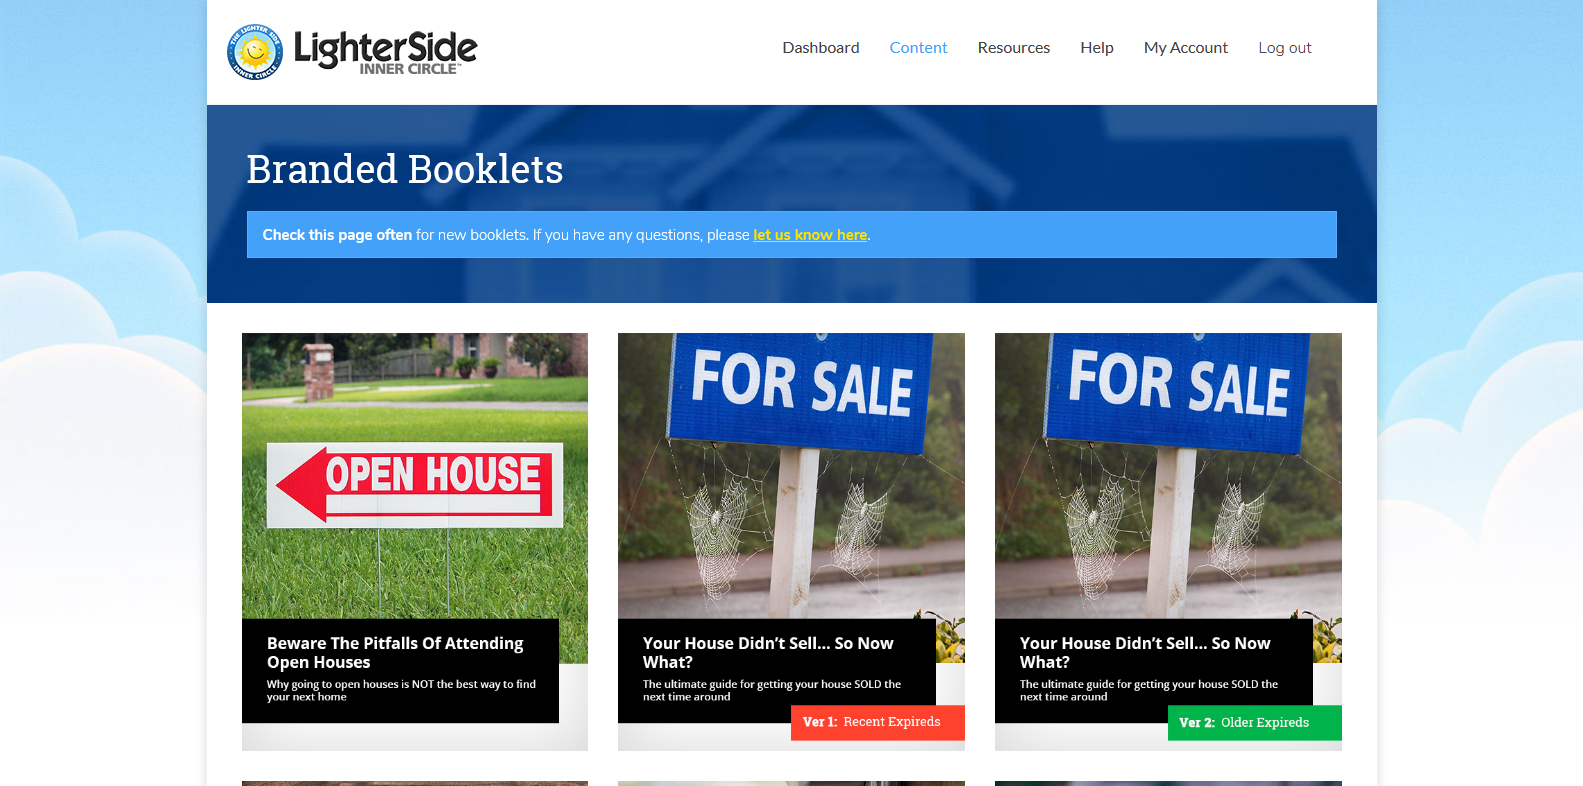 THE LIGHTER SIDE
INNER CIRCLE
LighterSide
INNER CIRCLE™
Dashboard
Content
Resources
Help
My Account
Log out
Branded Booklets
Check this page often for new booklets. If you have any questions, please let us know here.
OPEN HOUSE
Beware The Pitfalls Of Attending
Open Houses
Why going to open houses is NOT the best way to find
your next home
FOR SALE
Your House Didn't Sell... So Now
What?
The ultimate guide for getting your house SOLD the
next time around
Ver 1: Recent Expireds
FOR SALE
Your House Didn't Sell... So Now
What?
The ultimate guide for getting your house SOLD the
next time around
Ver 2: Older Expireds